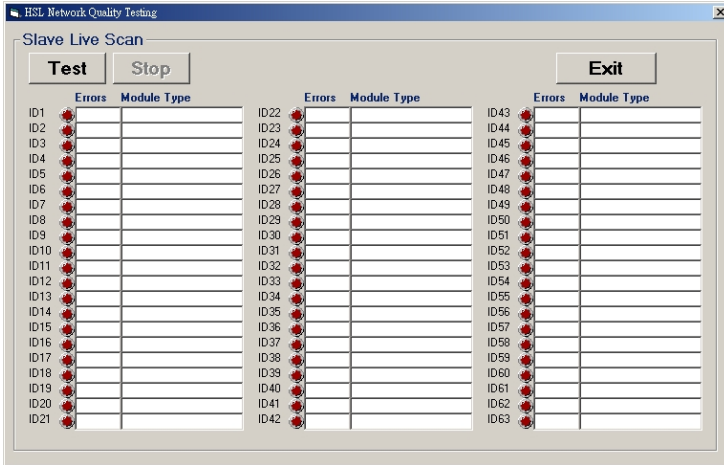 HSL Network Quality Testing
Slave Live Scan
Test Stop Exit
Errors Module Type Errors Module Type Errors Module Type
ID1 ID22 ID43
ID2 ID23 ID44
ID3 ID24 ID45
ID4 ID25 ID46
ID5 ID26 ID47
ID6 ID27 ID48
ID7 ID28 ID49
ID8 ID29 ID50
ID9 ID30 ID51
ID10 ID31 ID52
ID11 ID32 ID53
ID12 ID33 ID54
ID13 ID34 ID55
ID14 ID35 ID56
ID15 ID36 ID57
ID16 ID37 ID58
ID17 ID38 ID59
ID18 ID39 ID60
ID19 ID40 ID61
ID20 ID41 ID62
ID21 ID42 ID63